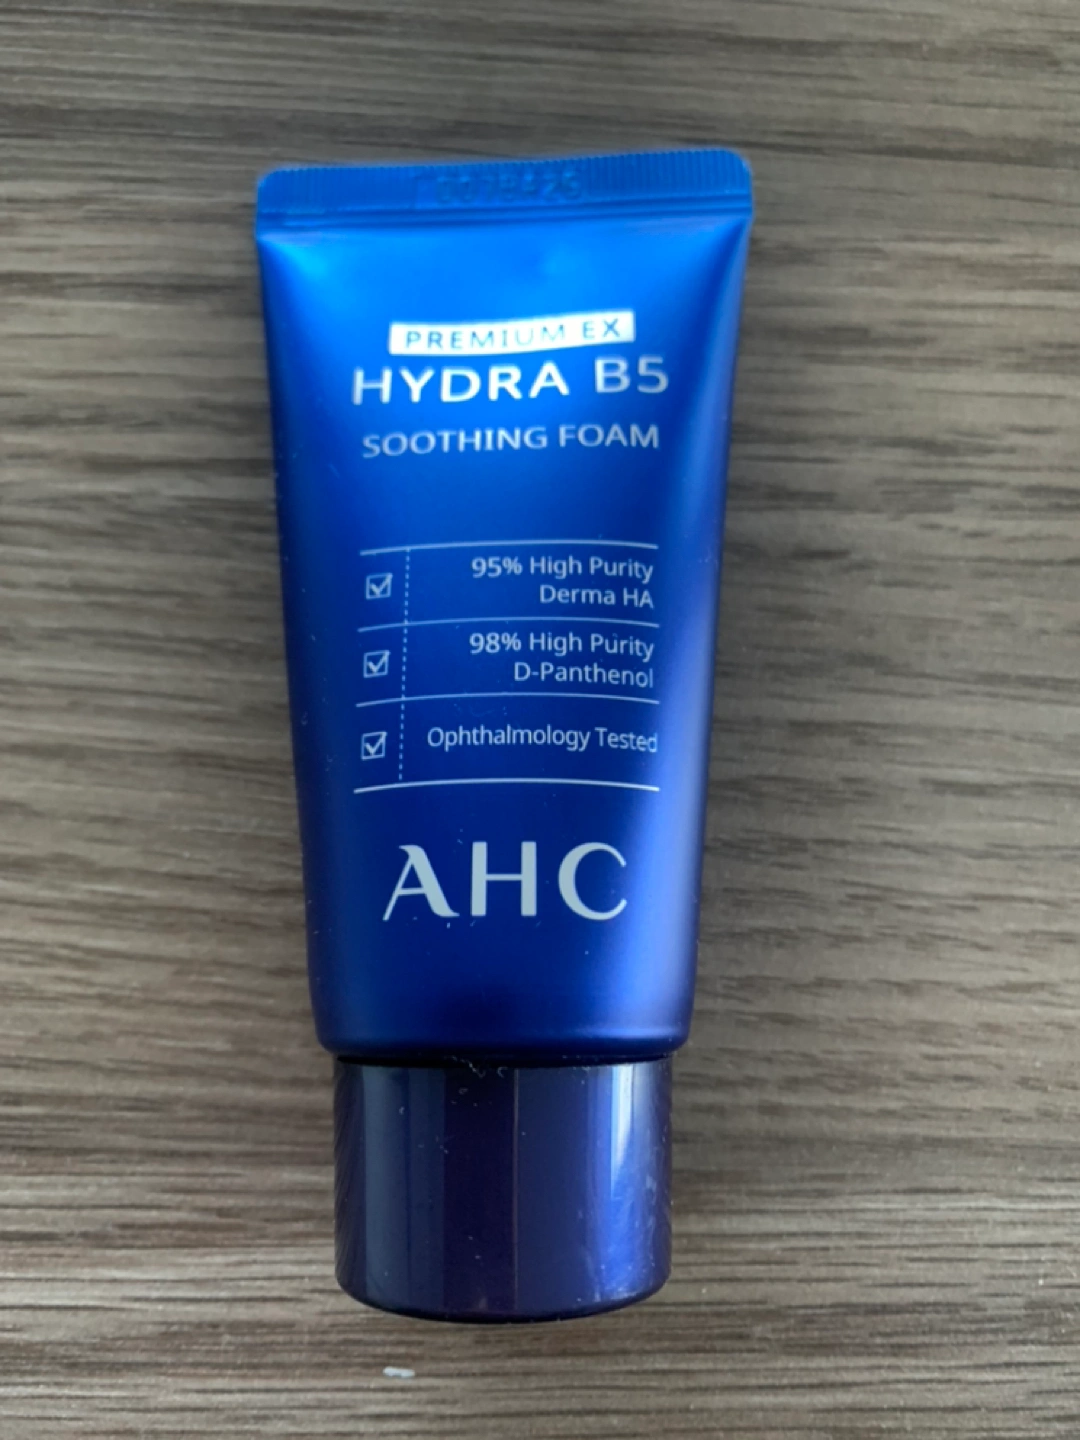 PREMIUM EX
HYDRA B5
SOOTHING FOAM
95% High Purity
Derma HA
98% High Purity
D-Panthenol
Ophthalmology Tested
AHC